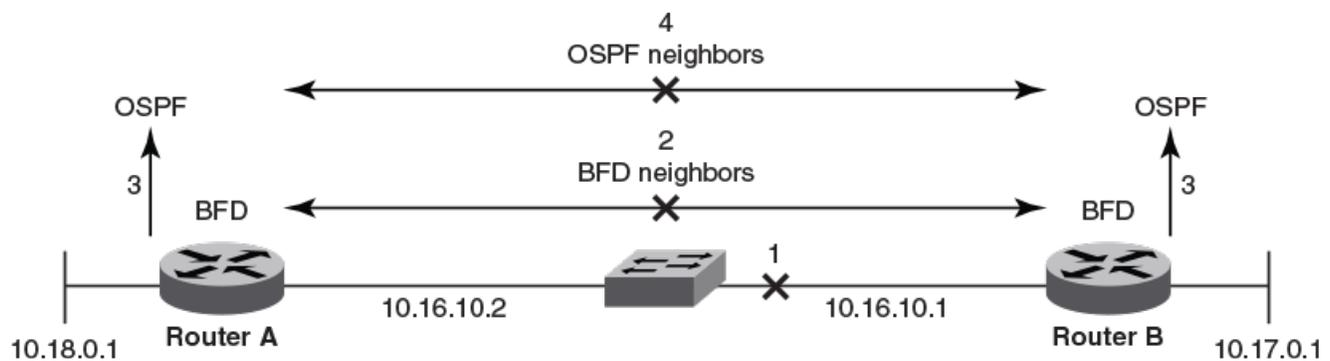 4
OSPF neighbors
OSPF
OSPF
2
BFD neighbors
3
3
BFD
BFD
1
10.16.10.2
10.16.10.1
Router A
Router B
10.18.0.1
10.17.0.1